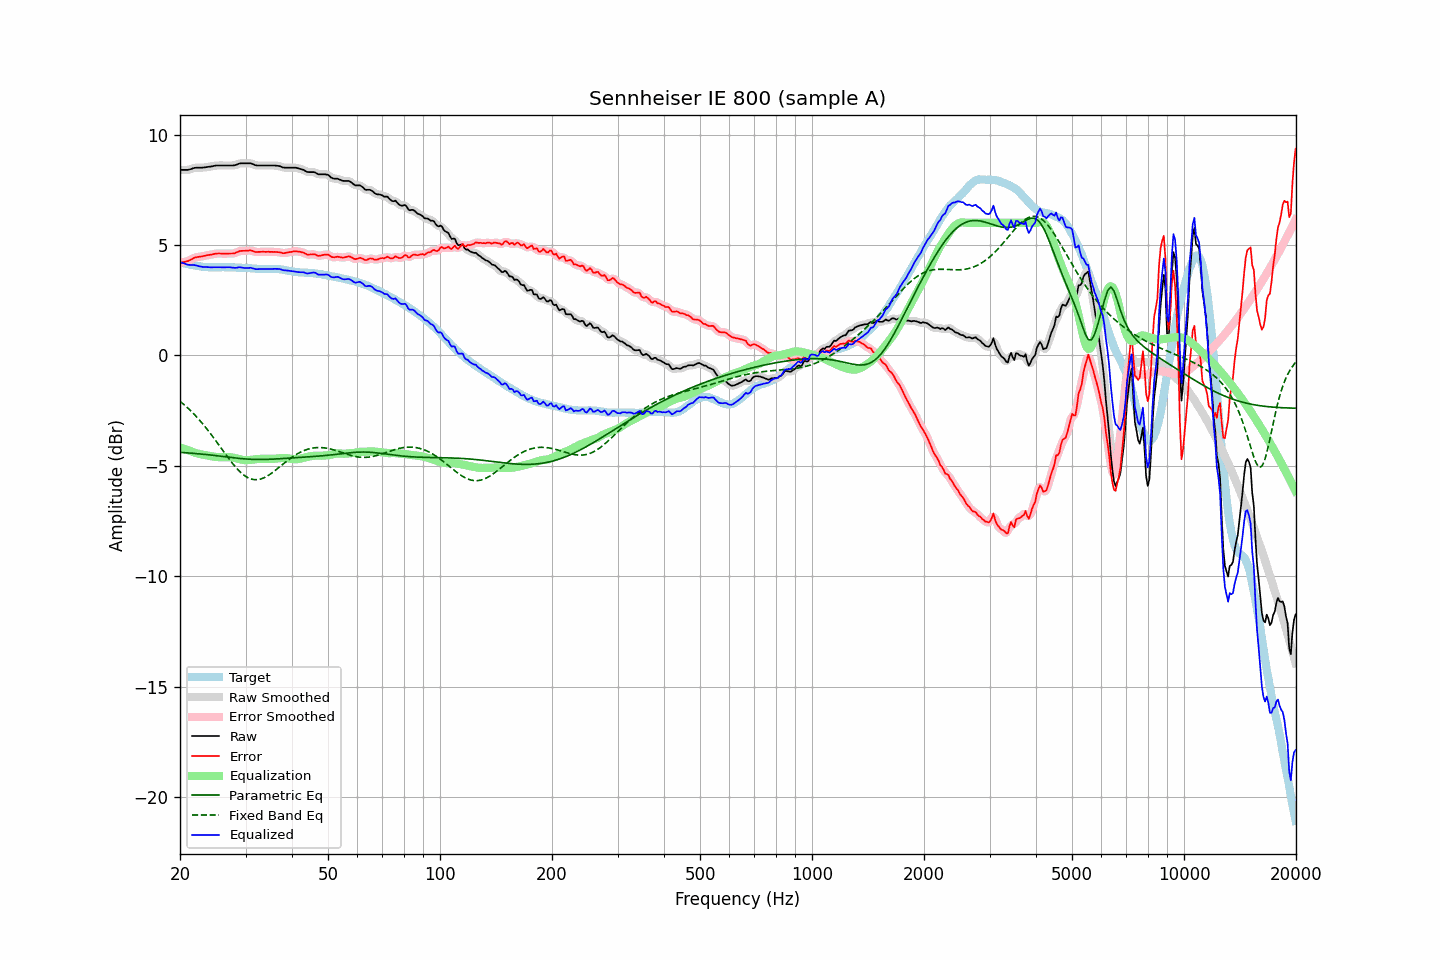 Sennheiser IE 800 (sample A)
Amplitude (dBr)
10
5
0
−5
−10
−15
−20
Target
Raw Smoothed
Error Smoothed
Raw
Error
Equalization
Parametric Eq
Fixed Band Eq
Equalized
20 50 100 200 500 1000 2000 5000 10000 20000
Frequency (Hz)